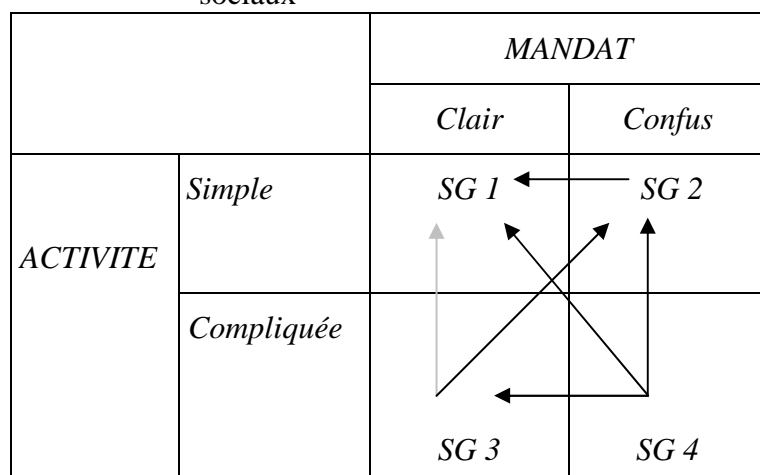 sociaux
MANDAT
Clair Confus
Simple SG 1 SG 2
ACTIVITE
Compliquée
SG 3 SG 4